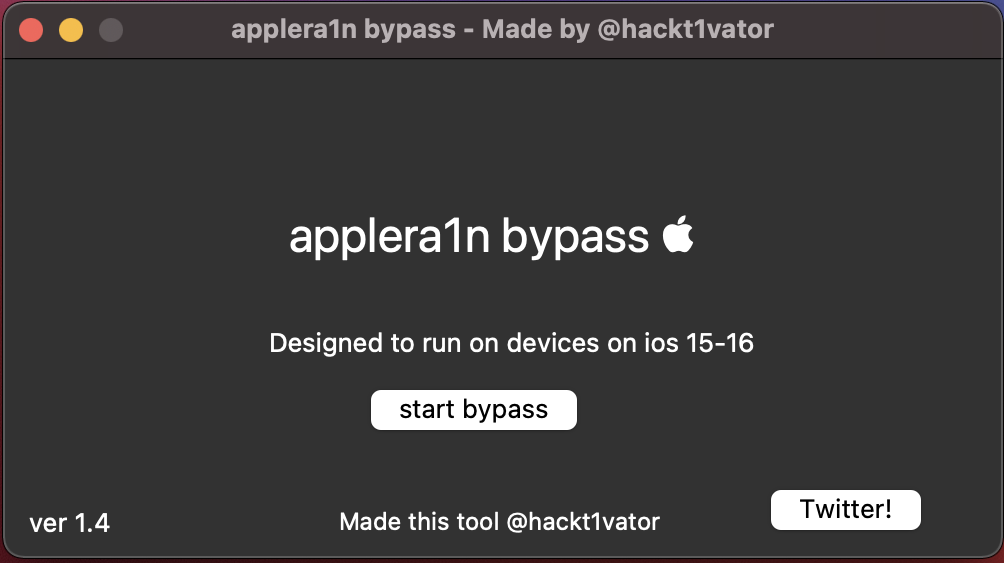 applera1n bypass - Made by @hackt1vator
applera1n bypass
Designed to run on devices on ios 15-16
start bypass
ver 1.4
Made this tool @hackt1vator
Twitter!